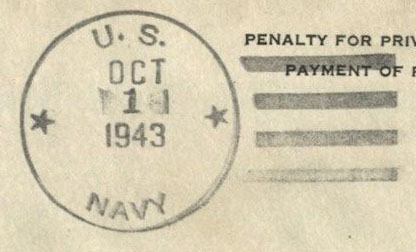 U. S.
OCT
1
1943
NAVY
PENALTY FOR PRIV
PAYMENT OF P